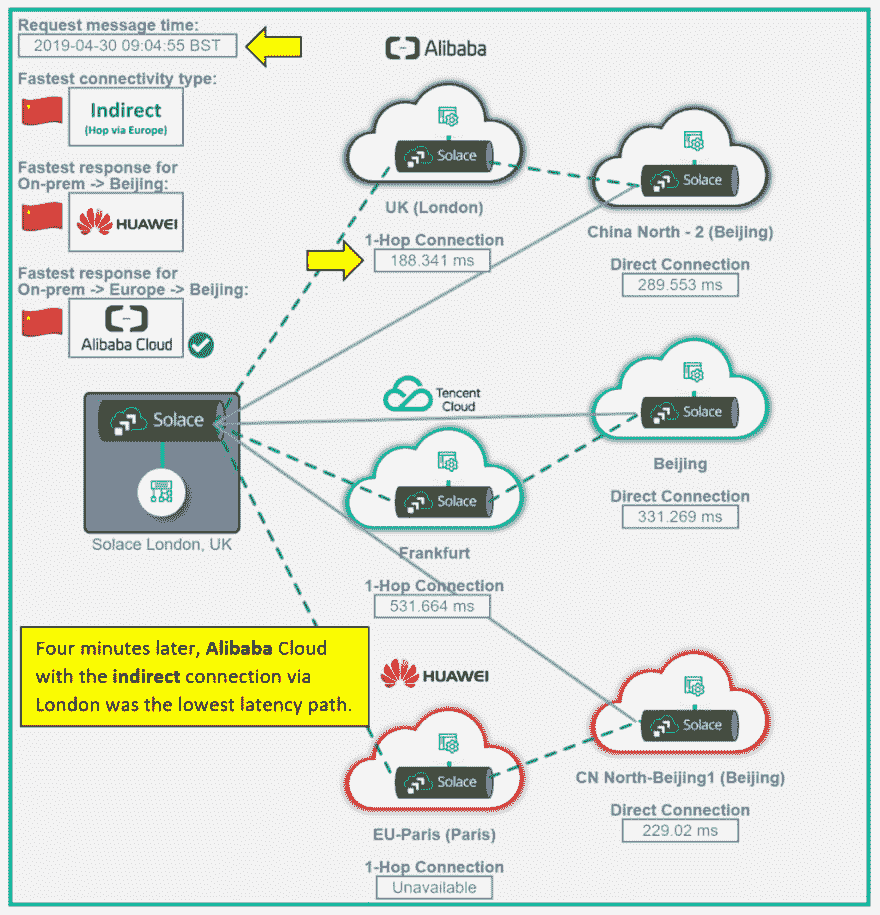 Request message time:
2019-04-30 09:04:55 BST
Fastest connectivity type:
Indirect
(Hop via Europe)
Fastest response for
On-prem -> Beijing:
HUAWEI
Fastest response for
On-prem -> Europe -> Beijing:
Alibaba Cloud
Solace
Solace London, UK
Alibaba
Solace
UK (London)
1-Hop Connection
188.341 ms
Solace
China North - 2 (Beijing)
Direct Connection
289.553 ms
Tencent
Cloud
Solace
Frankfurt
1-Hop Connection
531.664 ms
Solace
Beijing
Direct Connection
331.269 ms
Four minutes later, Alibaba Cloud
with the indirect connection via
London was the lowest latency path.
HUAWEI
Solace
EU-Paris (Paris)
1-Hop Connection
Unavailable
Solace
CN North-Beijing1 (Beijing)
Direct Connection
229.02 ms